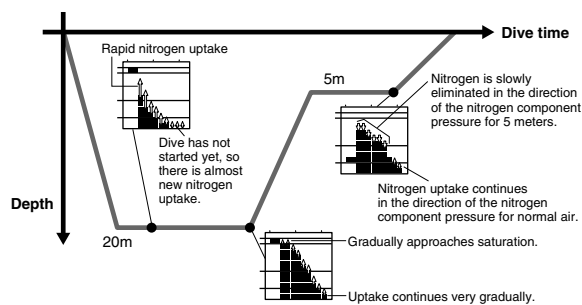 Dive time
Rapid nitrogen uptake
5m
Nitrogen is slowly
eliminated in the direction
of the nitrogen component
pressure for 5 meters.
Dive has not
started yet, so
there is almost
new nitrogen
uptake.
Nitrogen uptake continues
in the direction of the nitrogen
component pressure for normal air.
Depth
20m
Gradually approaches saturation.
Uptake continues very gradually.